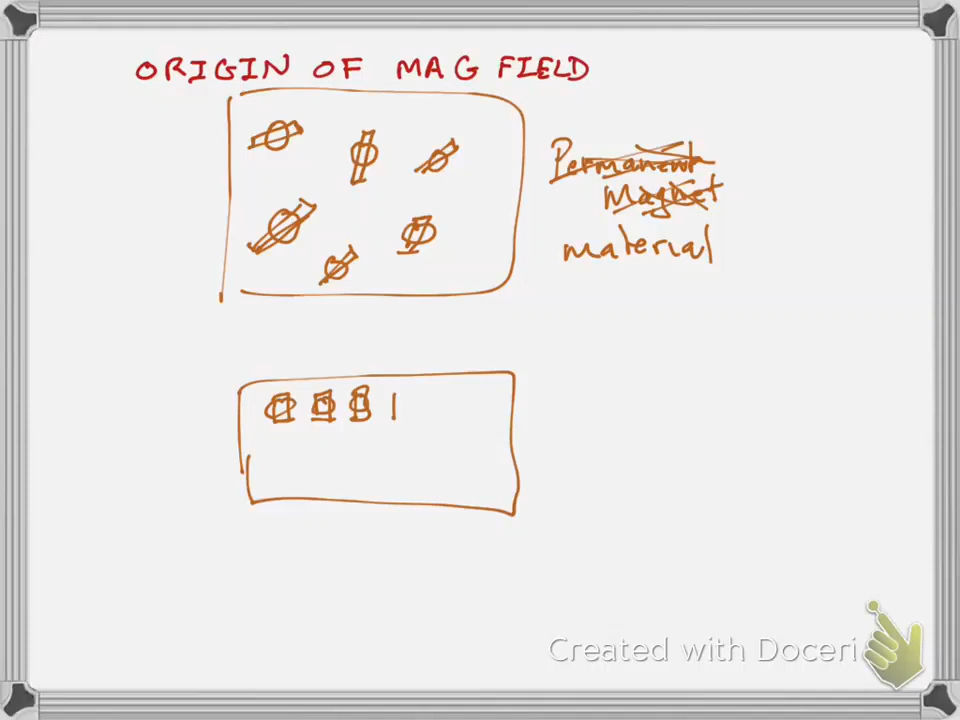 ORIGIN OF MAG FIELD
Permanent
Magnet
material
Created with Doceri